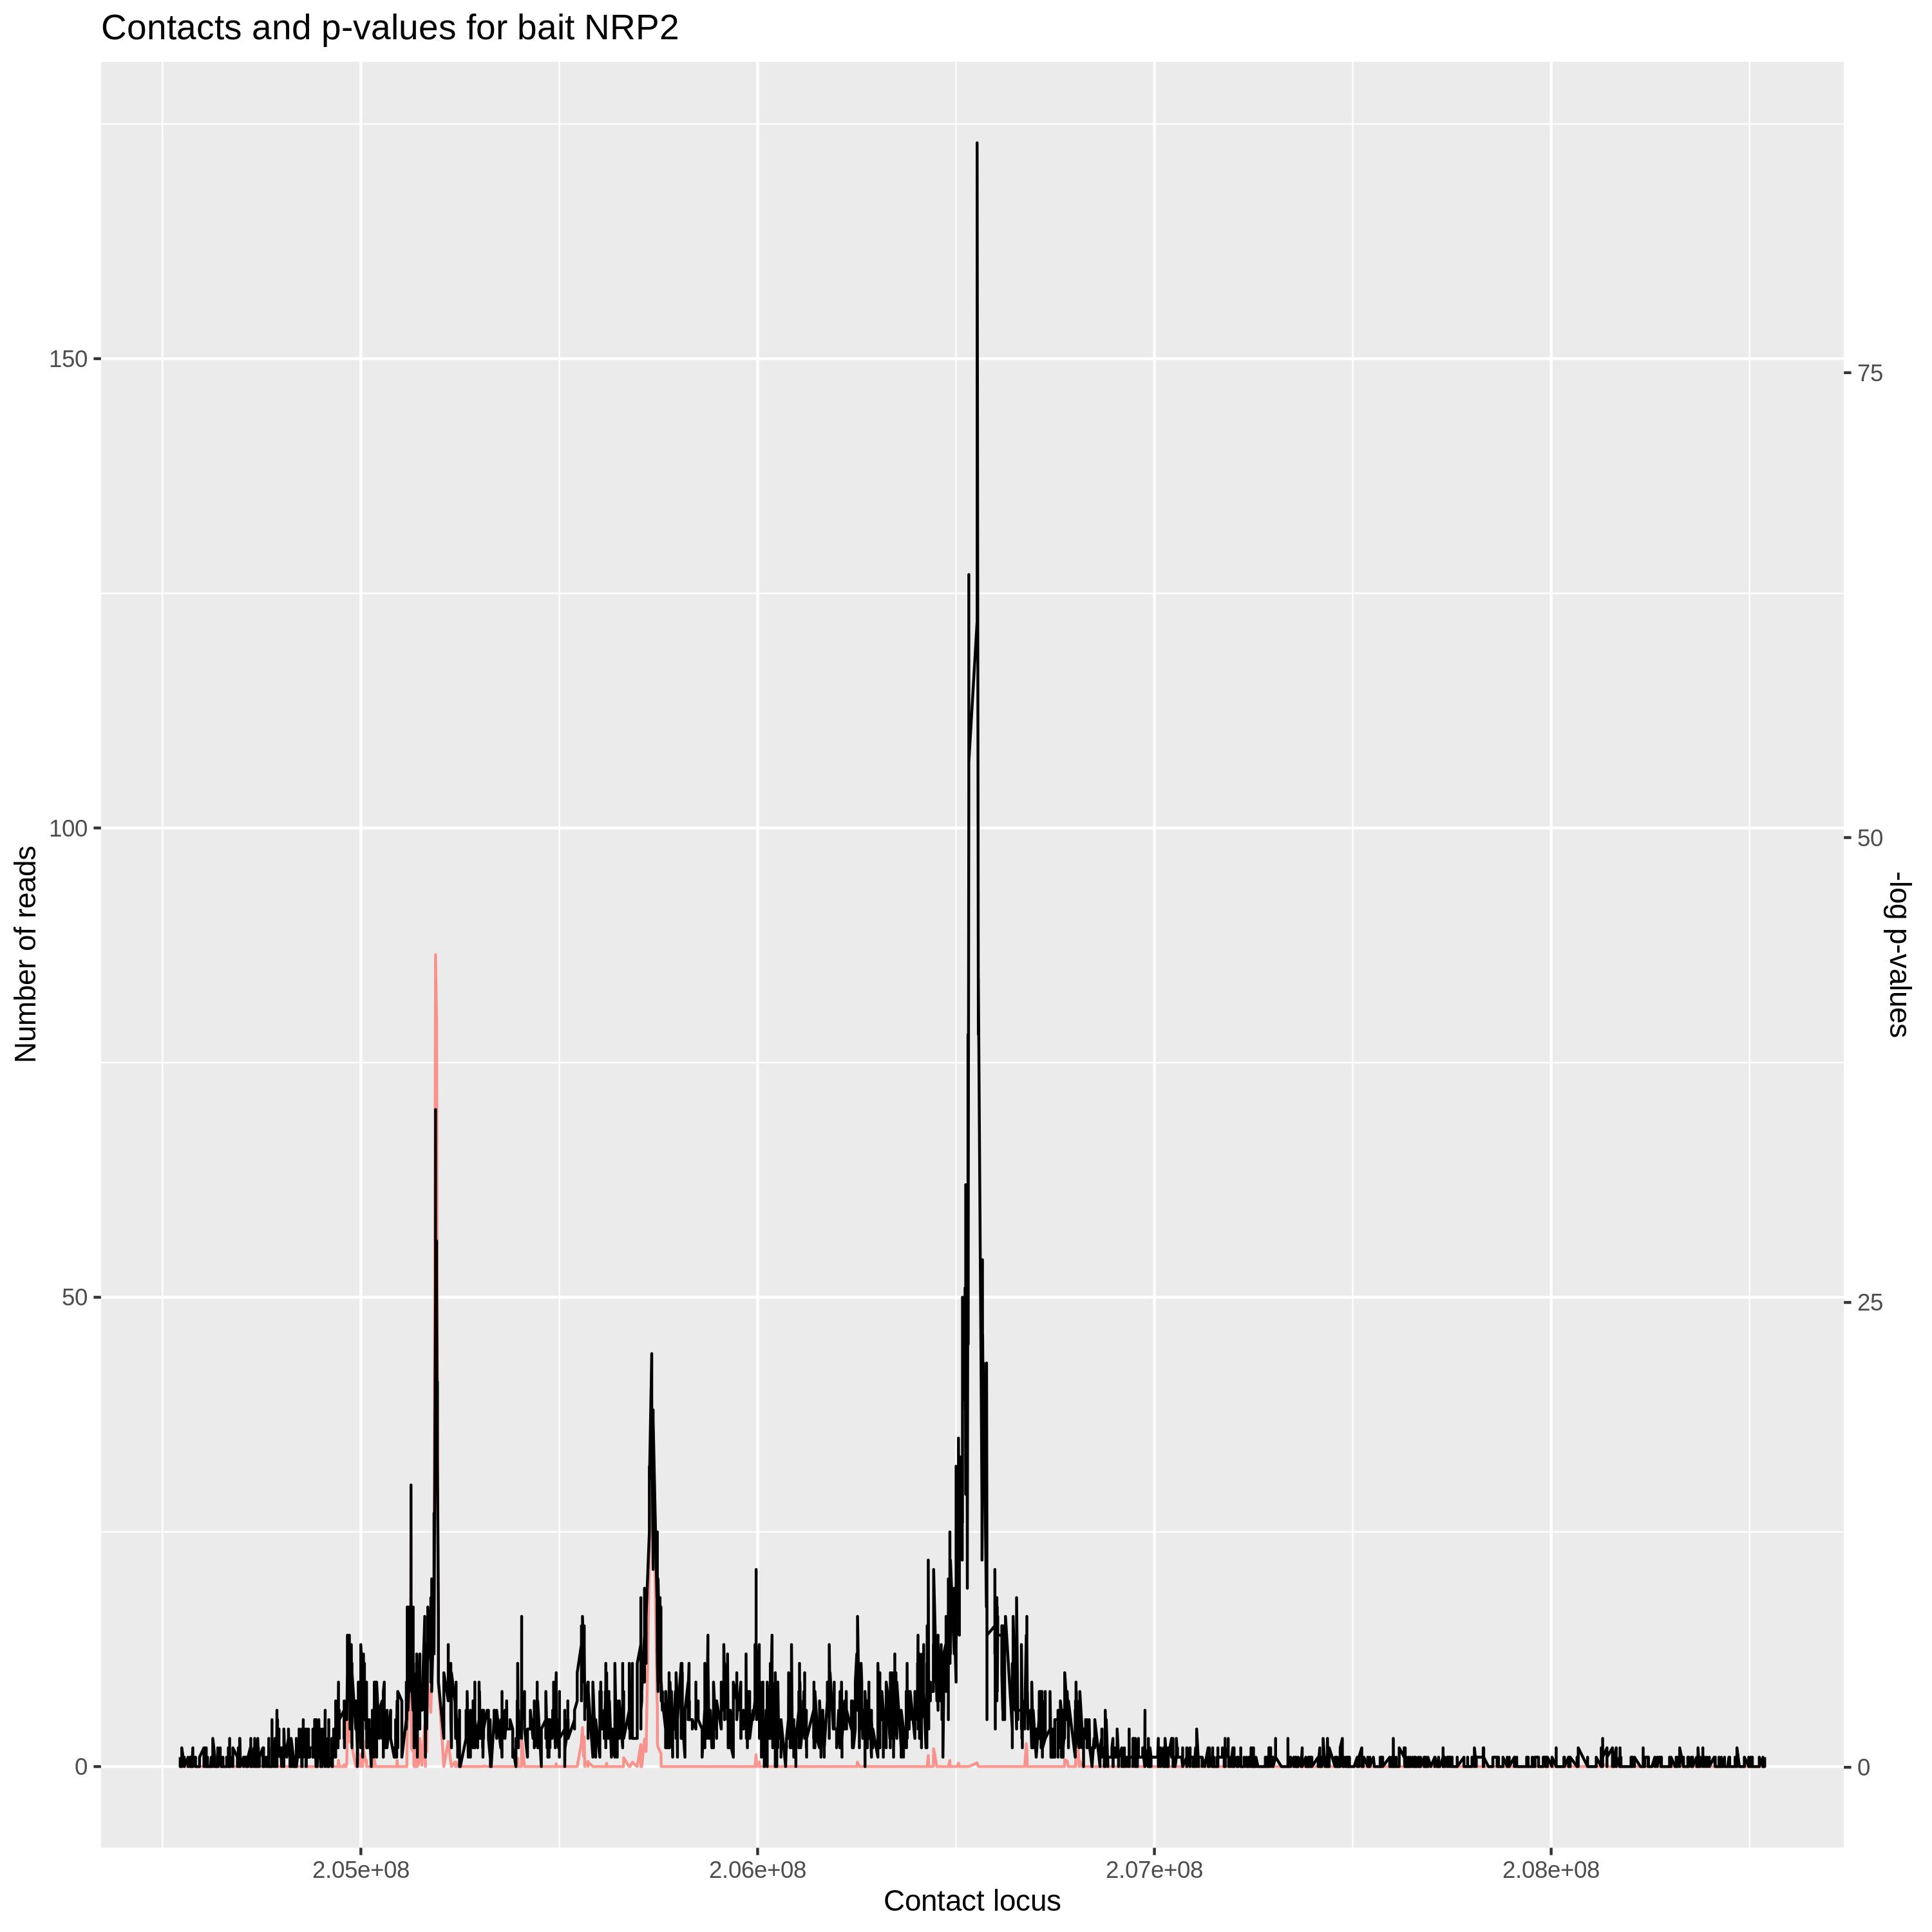 Contacts and p-values for bait NRP2
150
100
50
0
Number of reads
75
50
25
0
-log p-values
2.05e+08
2.06e+08
2.07e+08
2.08e+08
Contact locus